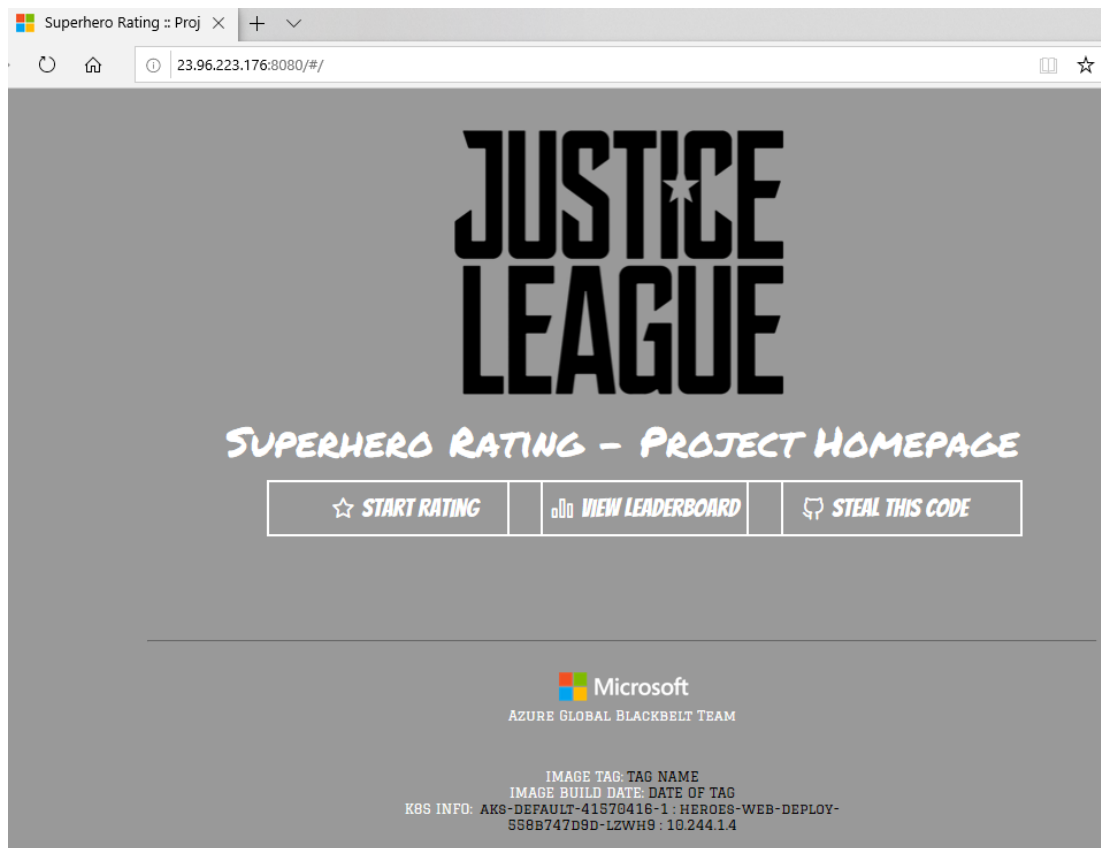 Superhero Rating :: Proj
23.96.223.176:8080/#/
JUSTICE
LEAGUE
SUPERHERO RATING - PROJECT HOMEPAGE
START RATING
VIEW LEADERBOARD
STEAL THIS CODE
Microsoft
AZURE GLOBAL BLACKBELT TEAM
IMAGE TAG: TAG NAME
IMAGE BUILD DATE: DATE OF TAG
K8S INFO: AKS-DEFAULT-41570416-1 : HEROES-WEB-DEPLOY-
558B747D9D-LZWH9 : 10.244.1.4